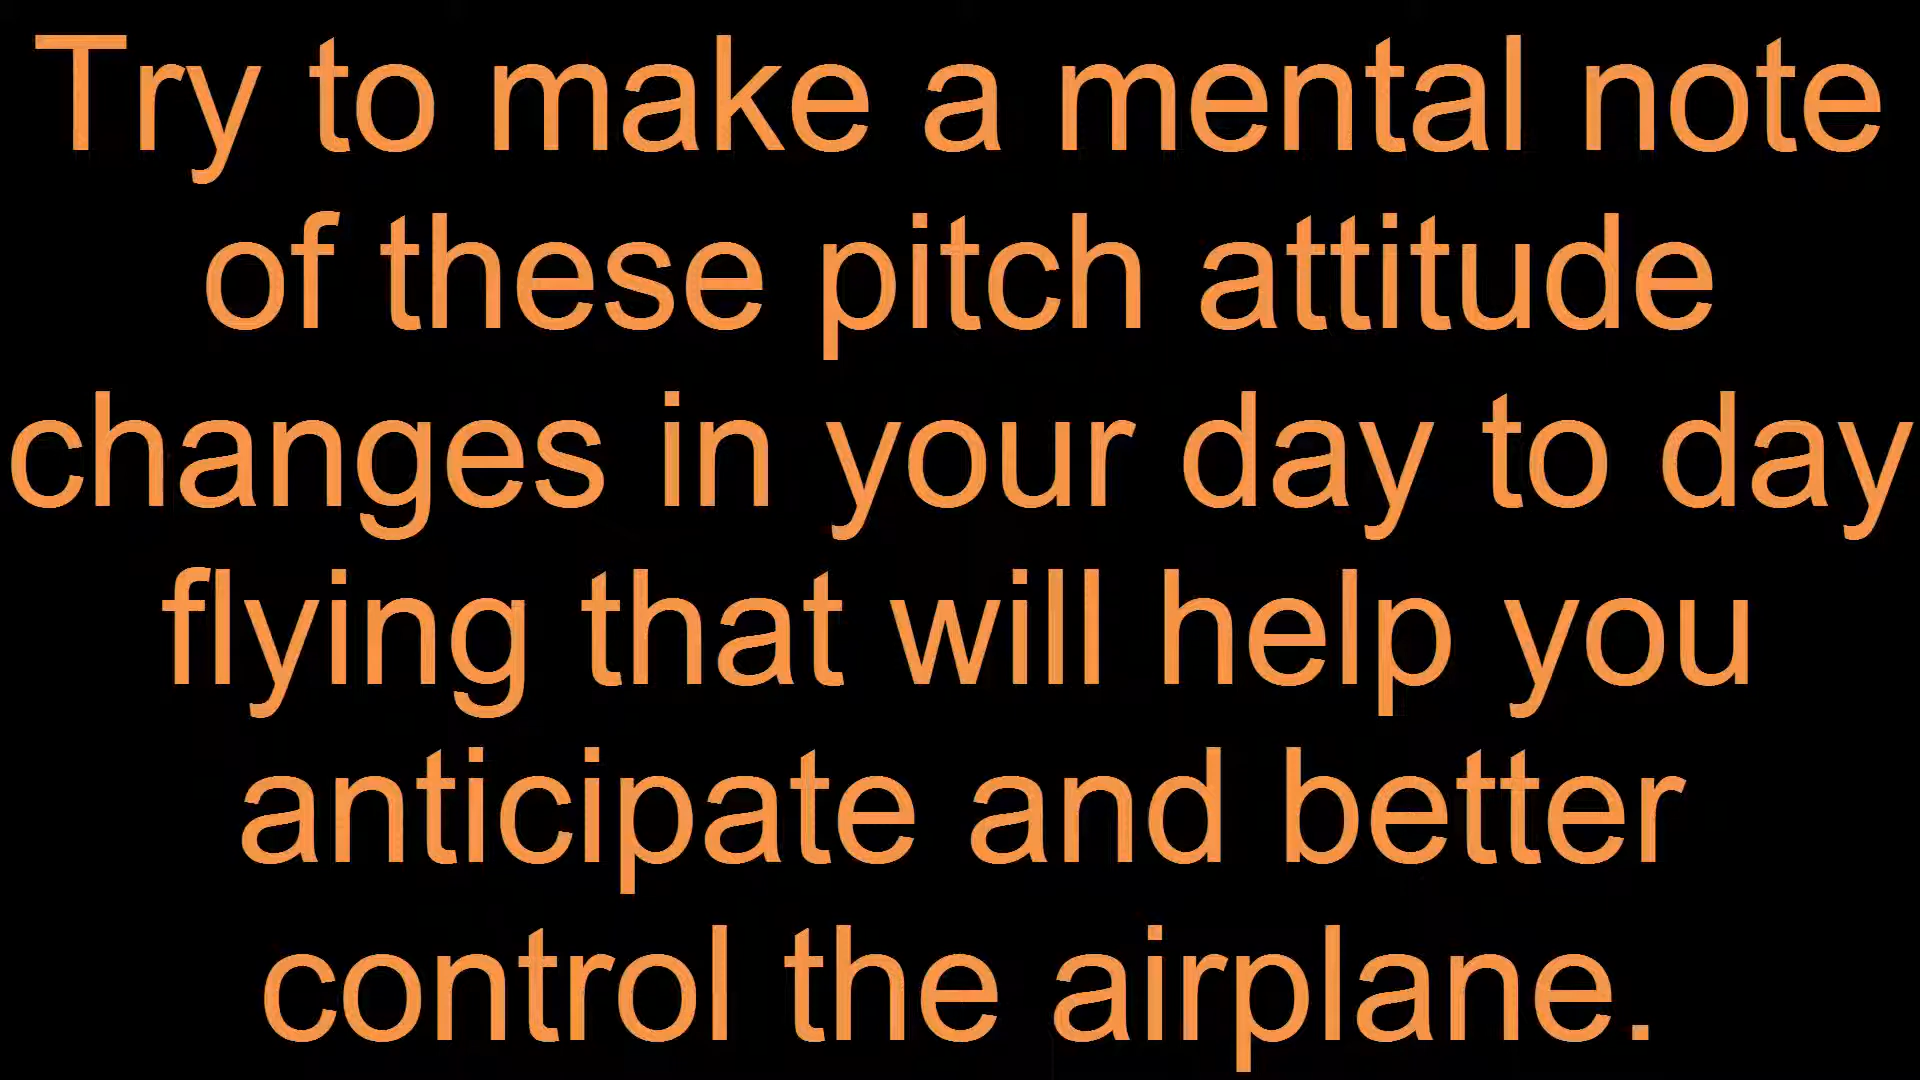 Try to make a mental note
of these pitch attitude
changes in your day to day
flying that will help you
anticipate and better
control the airplane.